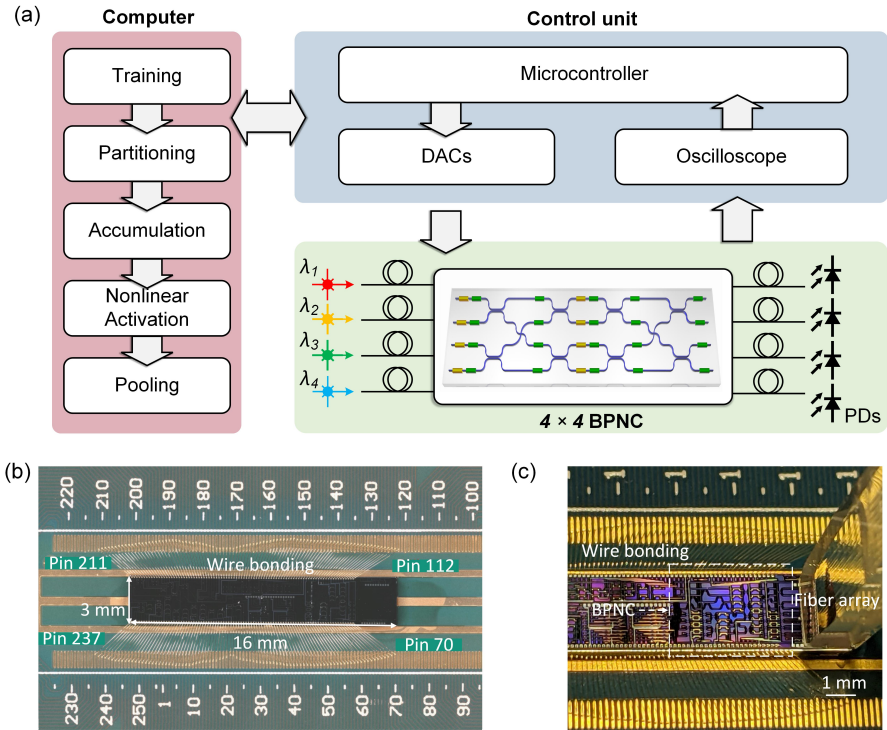 (a)
Computer
Control unit
Training
Partitioning
Accumulation
Nonlinear
Activation
Pooling
Microcontroller
DACs
Oscilloscope
λ1
λ2
λ3
λ4
4 × 4 BPNC
PDs
(b)
-220
-210
-200
-190
-180
-170
-160
-150
-140
-130
-120
-110
-100
Pin 211
Wire bonding
Pin 112
3 mm
16 mm
Pin 237
Pin 70
230-
240-
250-
1-
10-
20-
30-
40-
50-
60-
70-
80-
90-
(c)
Wire bonding
BPNC
Fiber array
1 mm